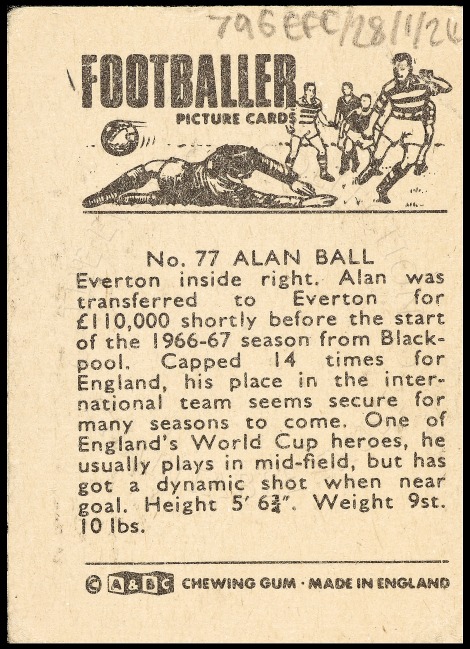 796 EFC/28/1/24
FOOTBALLER
PICTURE CARDS
No. 77 ALAN BALL
Everton inside right. Alan was
transferred to Everton for
£110,000 shortly before the start
of the 1966-67 season from Black-
pool. Capped 14 times for
England, his place in the inter-
national team seems secure for
many seasons to come. One of
England's World Cup heroes, he
usually plays in mid-field, but has
got a dynamic shot when near
goal. Height 5′ 6¾″. Weight 9st.
10 lbs.
© A & BC CHEWING GUM · MADE IN ENGLAND